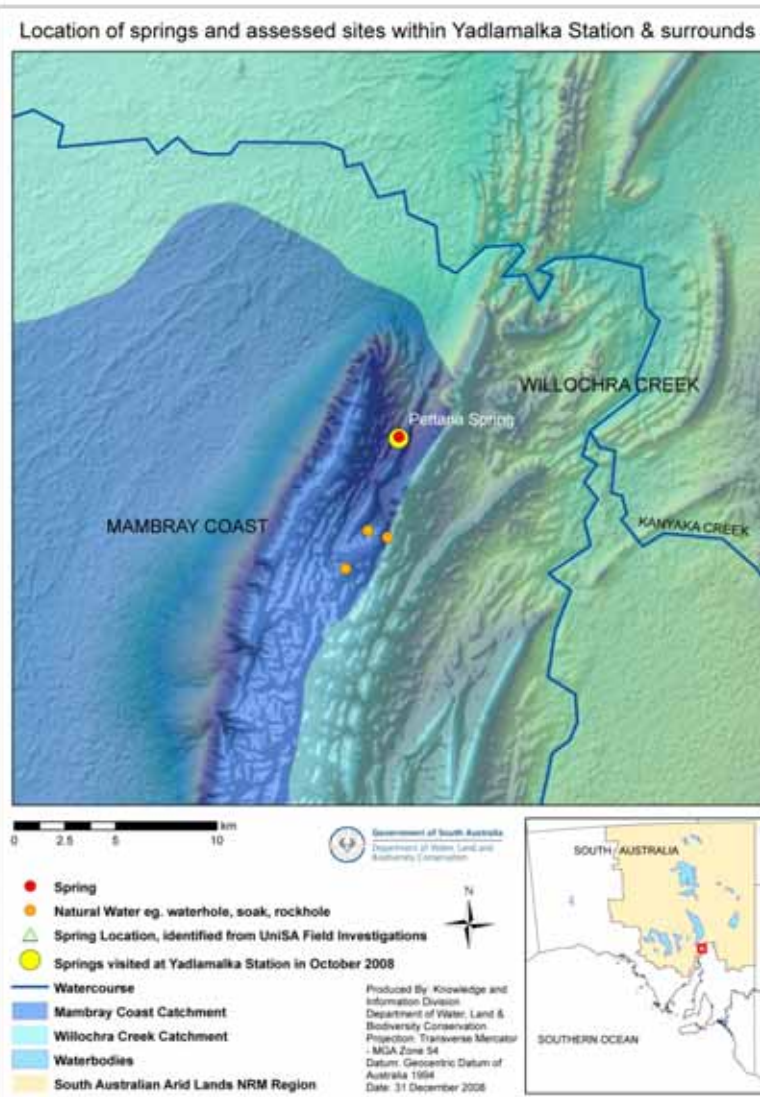 Location of springs and assessed sites within Yadlamalka Station & surrounds
WILLOCHRA CREEK
Pettana Spring
MAMBRAY COAST
KANYAKA CREEK
km
0 2.5 5 10
Government of South Australia
Department of Water, Land and
Biodiversity Conservation
N
Spring
Natural Water eg. waterhole, soak, rockhole
Spring Location, identified from UniSA Field Investigations
Springs visited at Yadlamalka Station in October 2008
Watercourse
Mambray Coast Catchment
Willochra Creek Catchment
Waterbodies
South Australian Arid Lands NRM Region
Produced By: Knowledge and
Information Division
Department of Water, Land &
Biodiversity Conservation
Projection: Transverse Mercator
- MGA Zone 54
Datum: Geocentric Datum of
Australia 1994
Date: 31 December 2008
SOUTH AUSTRALIA
SOUTHERN OCEAN